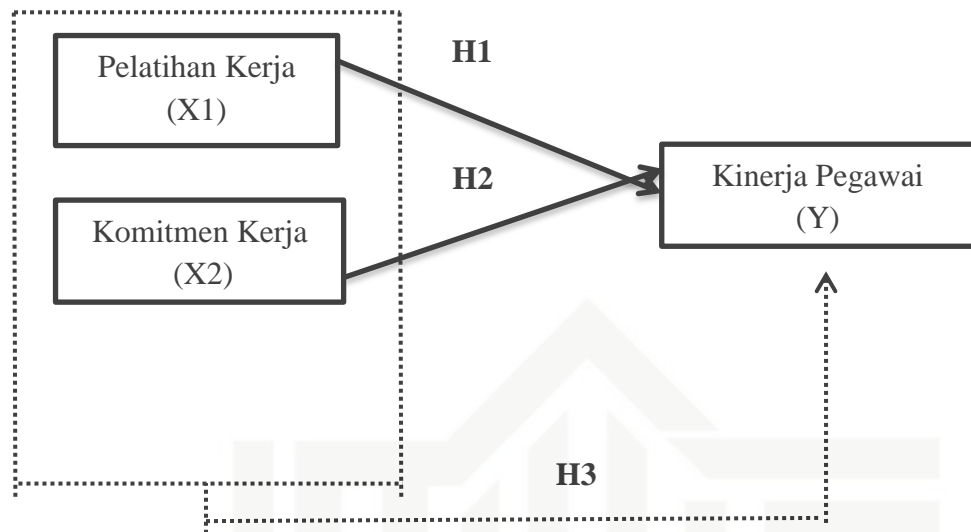 Pelatihan Kerja
(X1)
H1
Komitmen Kerja
(X2)
H2
Kinerja Pegawai
(Y)
H3